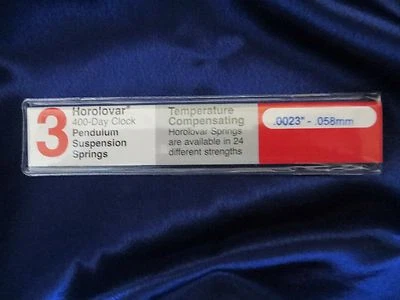 3
Horolovar®
400-Day Clock
Pendulum
Suspension
Springs
Temperature
Compensating
Horolovar Springs
are available in 24
different strengths
.0023" - .058mm